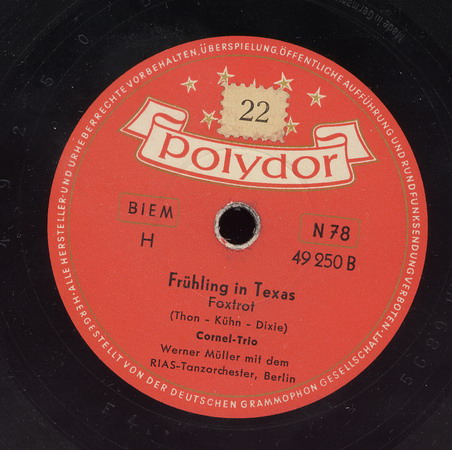 ALLE HERSTELLER- UND URHEBERRECHTE VORBEHALTEN, ÜBERSPIELUNG, ÖFFENTLICHE AUFFÜHRUNG UND RUNDFUNKSENDUNG VERBOTEN.
22
polydor
BIEM
N 78
H
49 250 B
Frühling in Texas
Foxtrot
(Thon - Kühn - Dixie)
Cornel-Trio
Werner Müller mit dem
RIAS-Tanzorchester, Berlin
HERGESTELLT VON DER DEUTSCHEN GRAMMOPHON GESELLSCHAFT · H ·